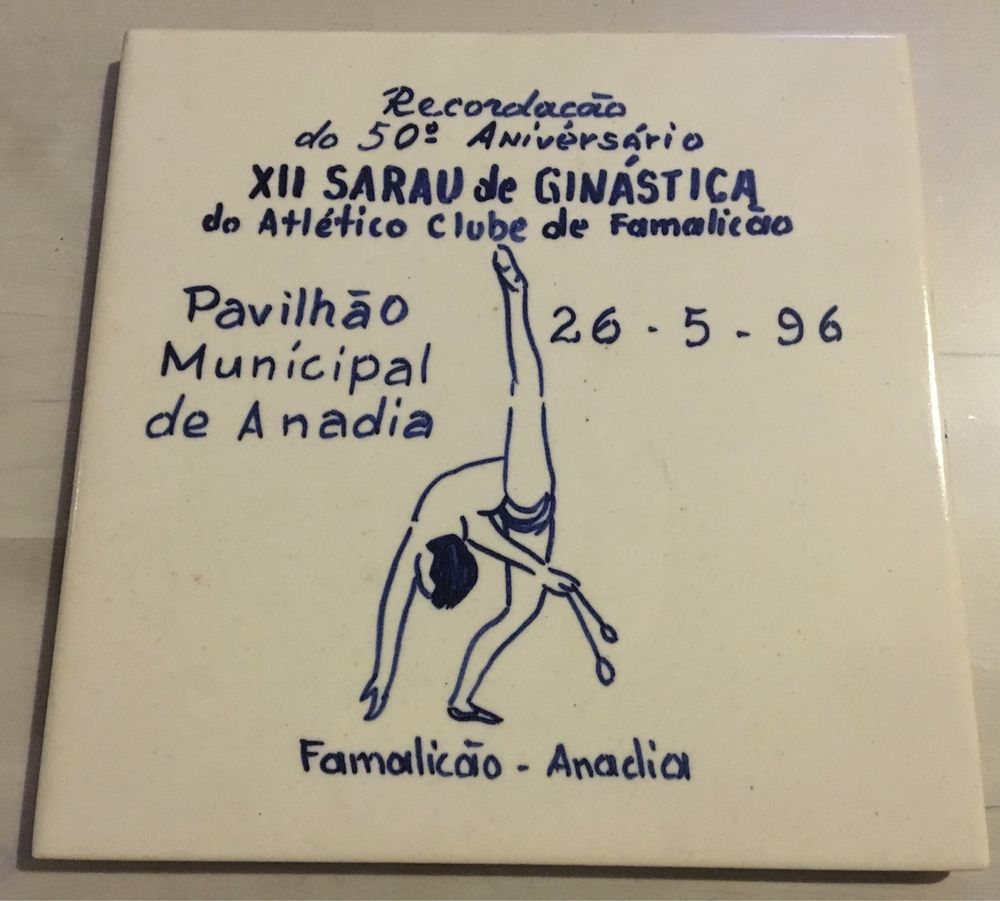 Recordação
do 50º Aniversário
XII SARAU de GINÁSTICA
do Atlético Clube de Famalicão
Pavilhão
Municipal
de Anadia
26 - 5 - 96
Famalicão - Anadia